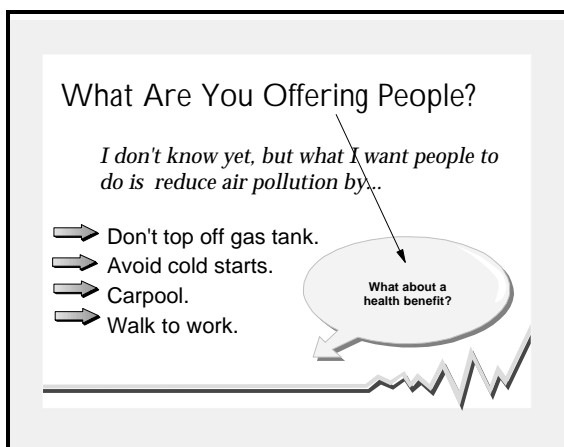 What Are You Offering People?
I don't know yet, but what I want people to
do is  reduce air pollution by...
Don't top off gas tank.
Avoid cold starts.
Carpool.
Walk to work.
What about a
health benefit?